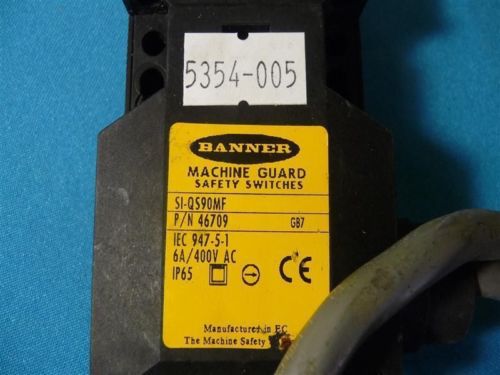 5354-005
BANNER
MACHINE GUARD
SAFETY SWITCHES
SI-QS90MF
P/N 46709 GB7
IEC 947-5-1
6A/400V AC
IP65 CE
Manufactured in EC
The Machine Safety